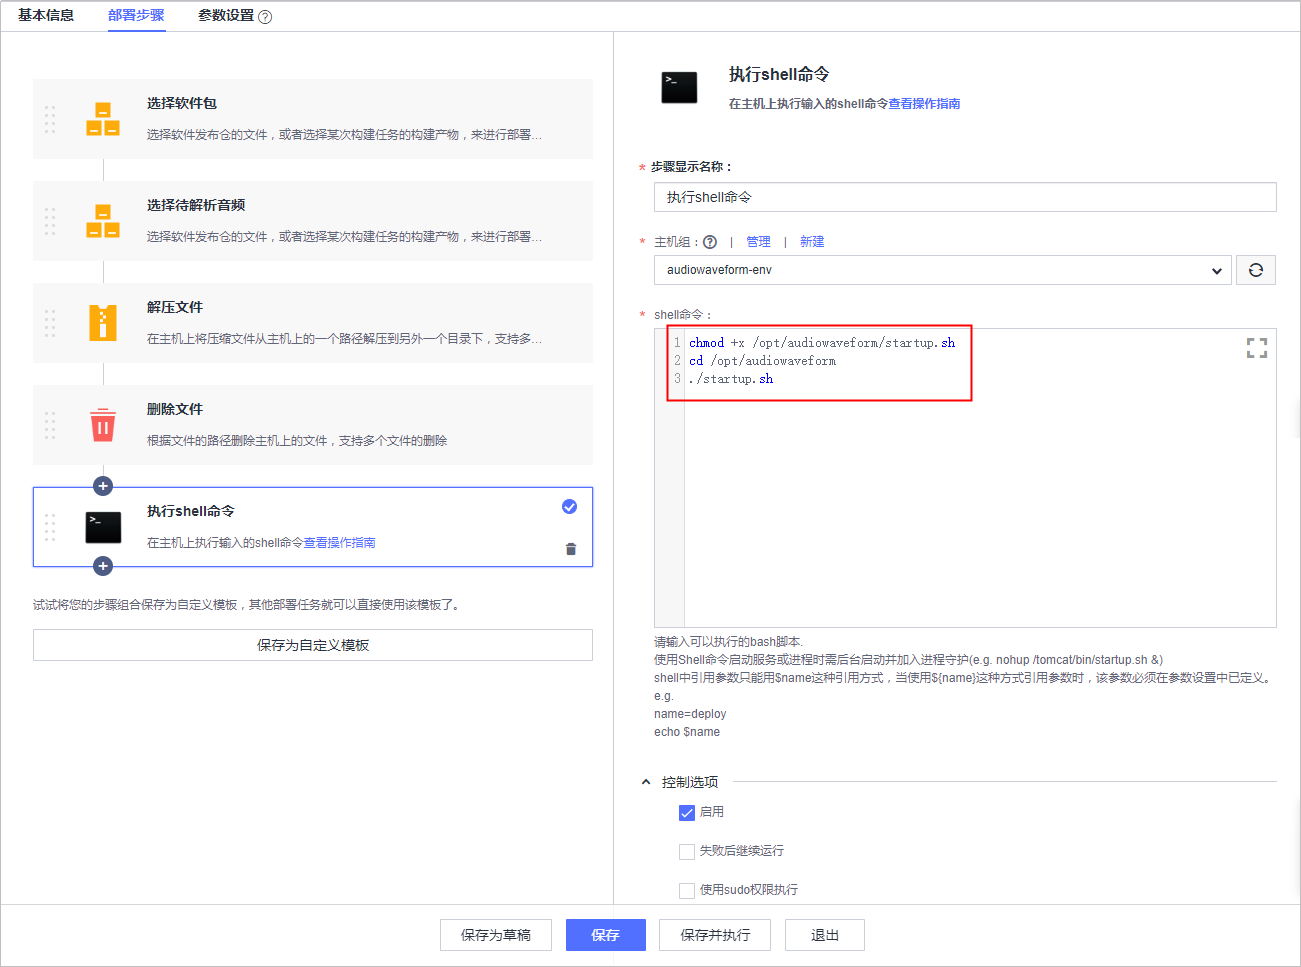 基本信息
部署步骤
参数设置 ?
选择软件包
选择软件发布仓的文件，或者选择某次构建任务的构建产物，来进行部署...
选择待解析音频
选择软件发布仓的文件，或者选择某次构建任务的构建产物，来进行部署...
解压文件
在主机上将压缩文件从主机上的一个路径解压到另外一个目录下，支持多...
删除文件
根据文件的路径删除主机上的文件，支持多个文件的删除
>_
执行shell命令
在主机上执行输入的shell命令查看操作指南
试试将您的步骤组合保存为自定义模板，其他部署任务就可以直接使用该模板了。
保存为自定义模板
>_
执行shell命令
在主机上执行输入的shell命令查看操作指南
* 步骤显示名称：
执行shell命令
* 主机组：? | 管理 | 新建
audiowaveform-env
* shell命令：
1 chmod +x /opt/audiowaveform/startup.sh
2 cd /opt/audiowaveform
3 ./startup.sh
请输入可以执行的bash脚本.
使用Shell命令启动服务或进程时需后台启动并加入进程守护(e.g. nohup /tomcat/bin/startup.sh &)
shell中引用参数只能用$name这种引用方式，当使用${name}这种方式引用参数时，该参数必须在参数设置中已定义。
e.g.
name=deploy
echo $name
控制选项
启用
失败后继续运行
使用sudo权限执行
保存为草稿
保存
保存并执行
退出